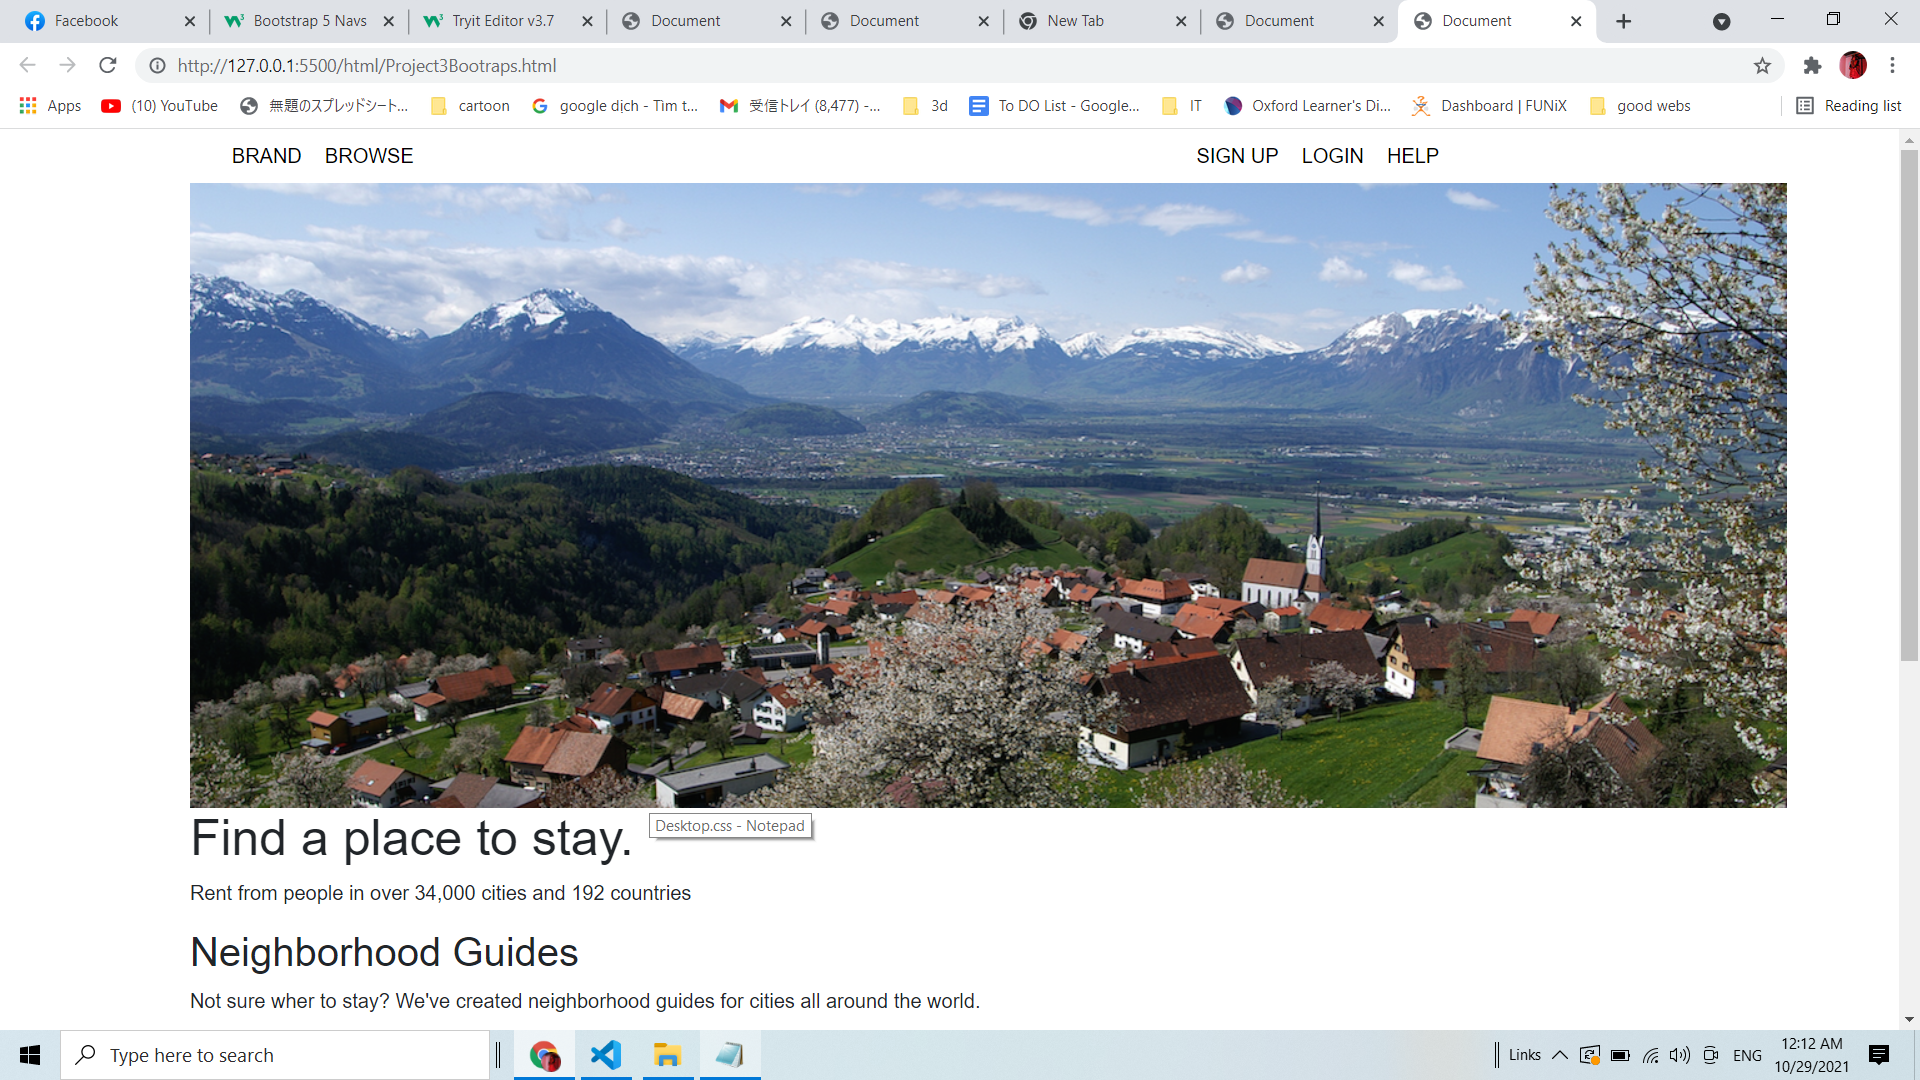 Facebook
Bootstrap 5 Navs
Tryit Editor v3.7
Document
Document
New Tab
Document
Document
http://127.0.0.1:5500/html/Project3Bootraps.html
Apps
(10) YouTube
無題のスプレッドシート...
cartoon
google dịch - Tìm t...
受信トレイ (8,477) -...
3d
To DO List - Google...
IT
Oxford Learner's Di...
Dashboard | FUNiX
good webs
Reading list
BRAND BROWSE SIGN UP LOGIN HELP
Find a place to stay.
Desktop.css - Notepad
Rent from people in over 34,000 cities and 192 countries
Neighborhood Guides
Not sure wher to stay? We've created neighborhood guides for cities all around the world.
Type here to search
Links
ENG
12:12 AM
10/29/2021